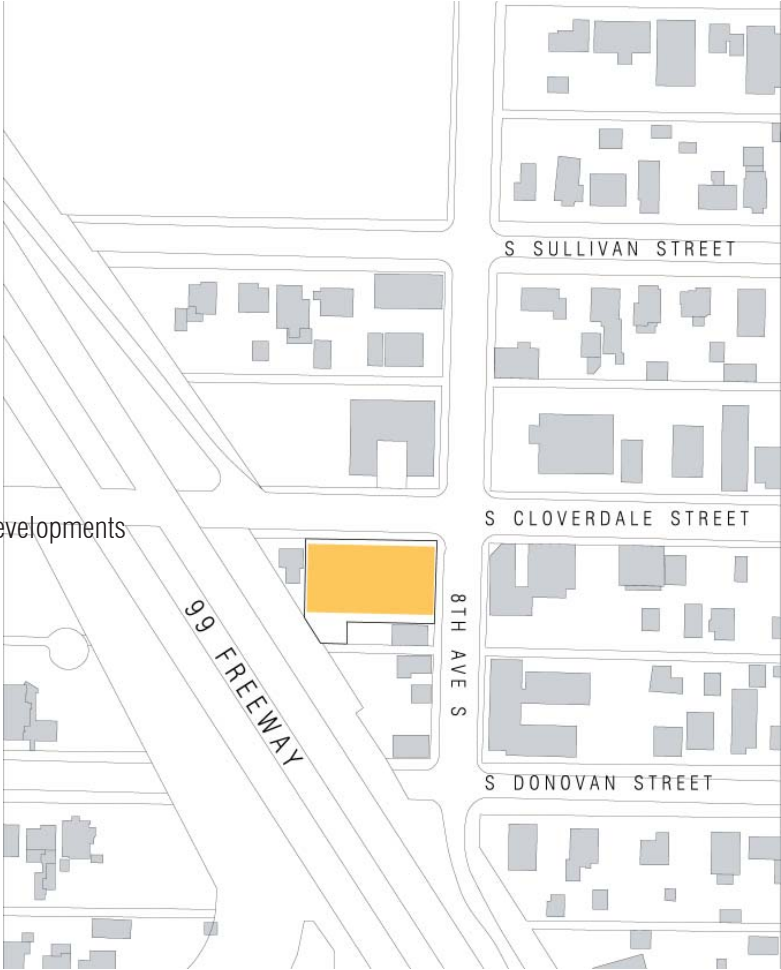 S SULLIVAN STREET
S CLOVERDALE STREET
evelopments
8TH AVE S
99 FREEWAY
S DONOVAN STREET